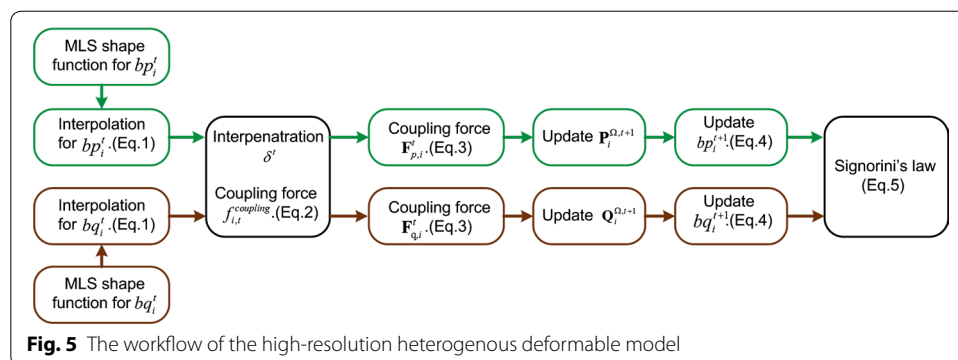 MLS shape
function for bp_i^t
Interpolation
for bp_i^t.(Eq.1)
Interpenatration
δ^t
Coupling force
f_{i,t}^{coupling}.(Eq.2)
Coupling force
F_{p,i}^t.(Eq.3)
Update P_i^{Ω,t+1}
Update
bp_i^{t+1}.(Eq.4)
Signorini's law
(Eq.5)
Interpolation
for bq_i^t.(Eq.1)
Coupling force
F_{q,i}^t.(Eq.3)
Update Q_i^{Ω,t+1}
Update
bq_i^{t+1}.(Eq.4)
MLS shape
function for bq_i^t
Fig. 5 The workflow of the high-resolution heterogenous deformable model